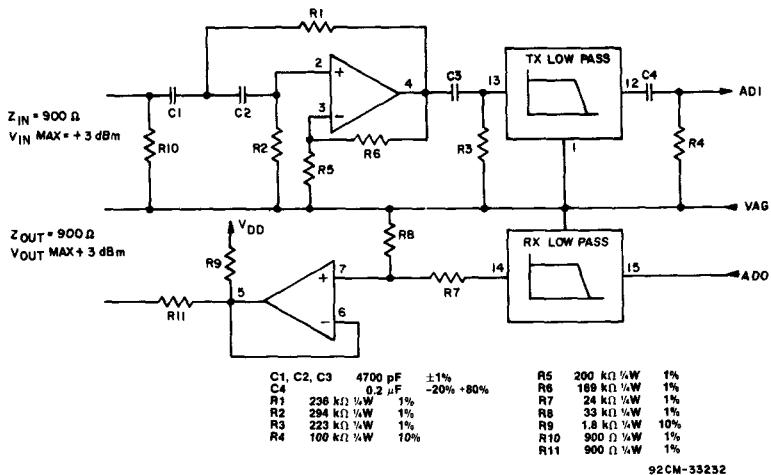 R1
2
+
4
C3
13
TX LOW PASS
12
C4
ADI
C1
C2
3
−
Z IN = 900 Ω
V IN MAX = +3 dBm
R10
R2
R6
R5
R3
1
R4
VAG
Z OUT = 900 Ω
V OUT MAX +3 dBm
V DD
R8
RX LOW PASS
R9
7
+
14
15
ADO
R7
5
6
−
R11
C1, C2, C3 4700 pF ±1%
C4 0.2 μF -20% +80%
R1 236 kΩ ¼W 1%
R2 294 kΩ ¼W 1%
R3 223 kΩ ¼W 1%
R4 100 kΩ ¼W 10%
R5 200 kΩ ¼W 1%
R6 169 kΩ ¼W 1%
R7 24 kΩ ¼W 1%
R8 33 kΩ ¼W 1%
R9 1.8 kΩ ¼W 10%
R10 900 Ω ¼W 1%
R11 900 Ω ¼W 1%
92CM-33232